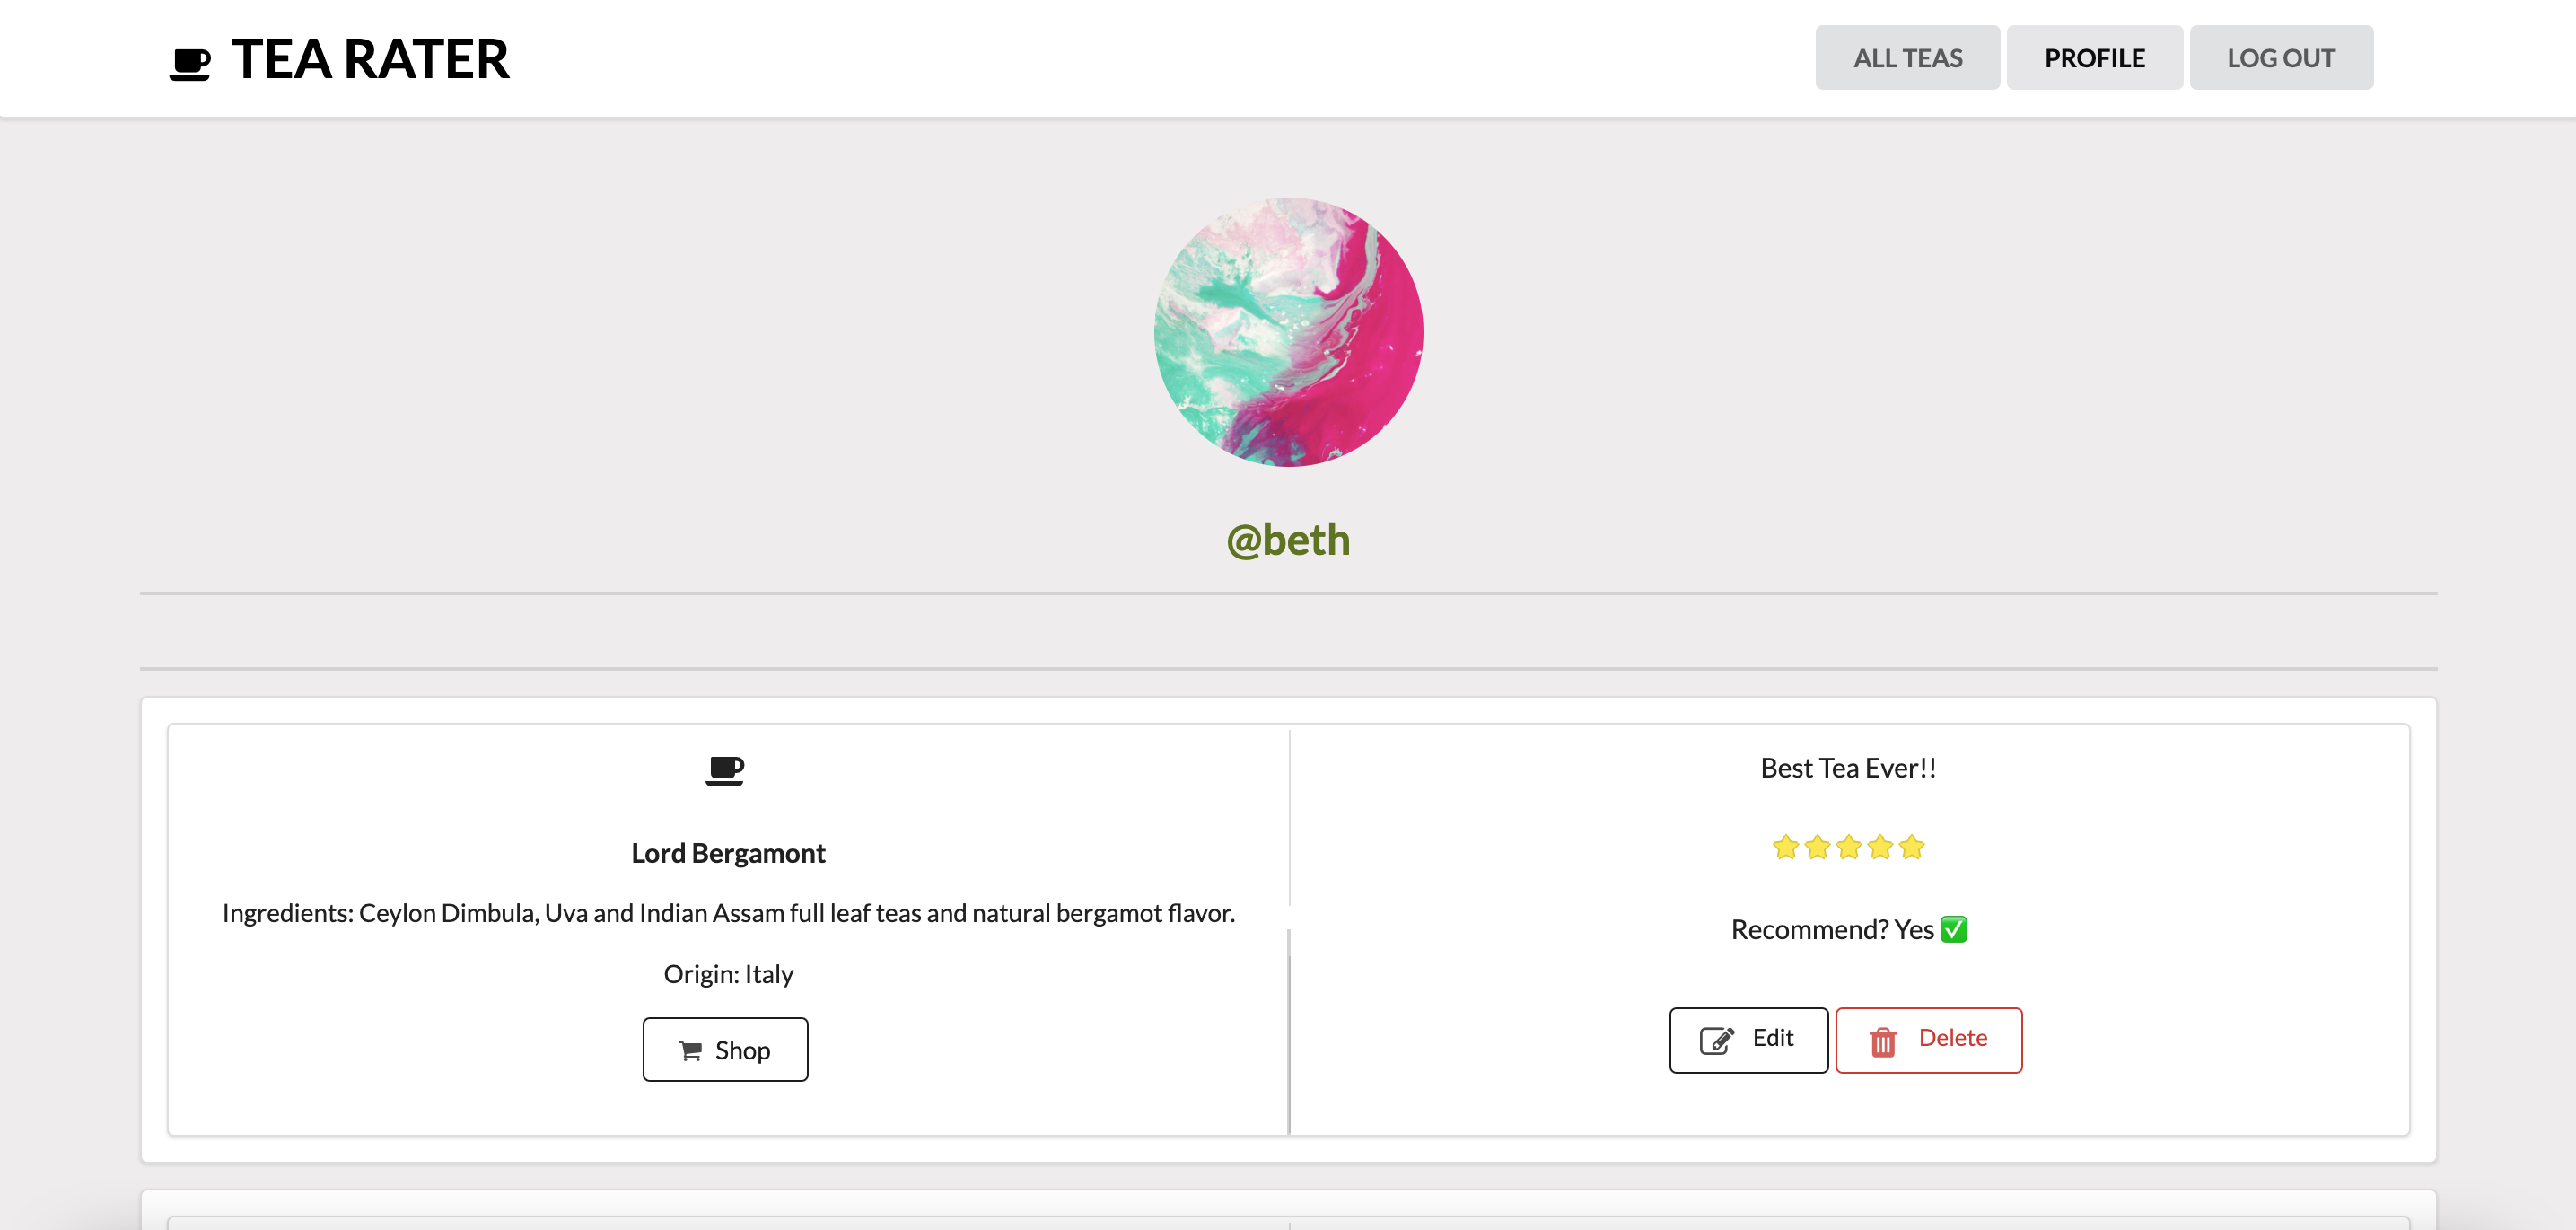 TEA RATER
ALL TEAS
PROFILE
LOG OUT
@beth
Lord Bergamont
Ingredients: Ceylon Dimbula, Uva and Indian Assam full leaf teas and natural bergamot flavor.
Origin: Italy
Shop
Best Tea Ever!!
Recommend? Yes ✅
Edit
Delete